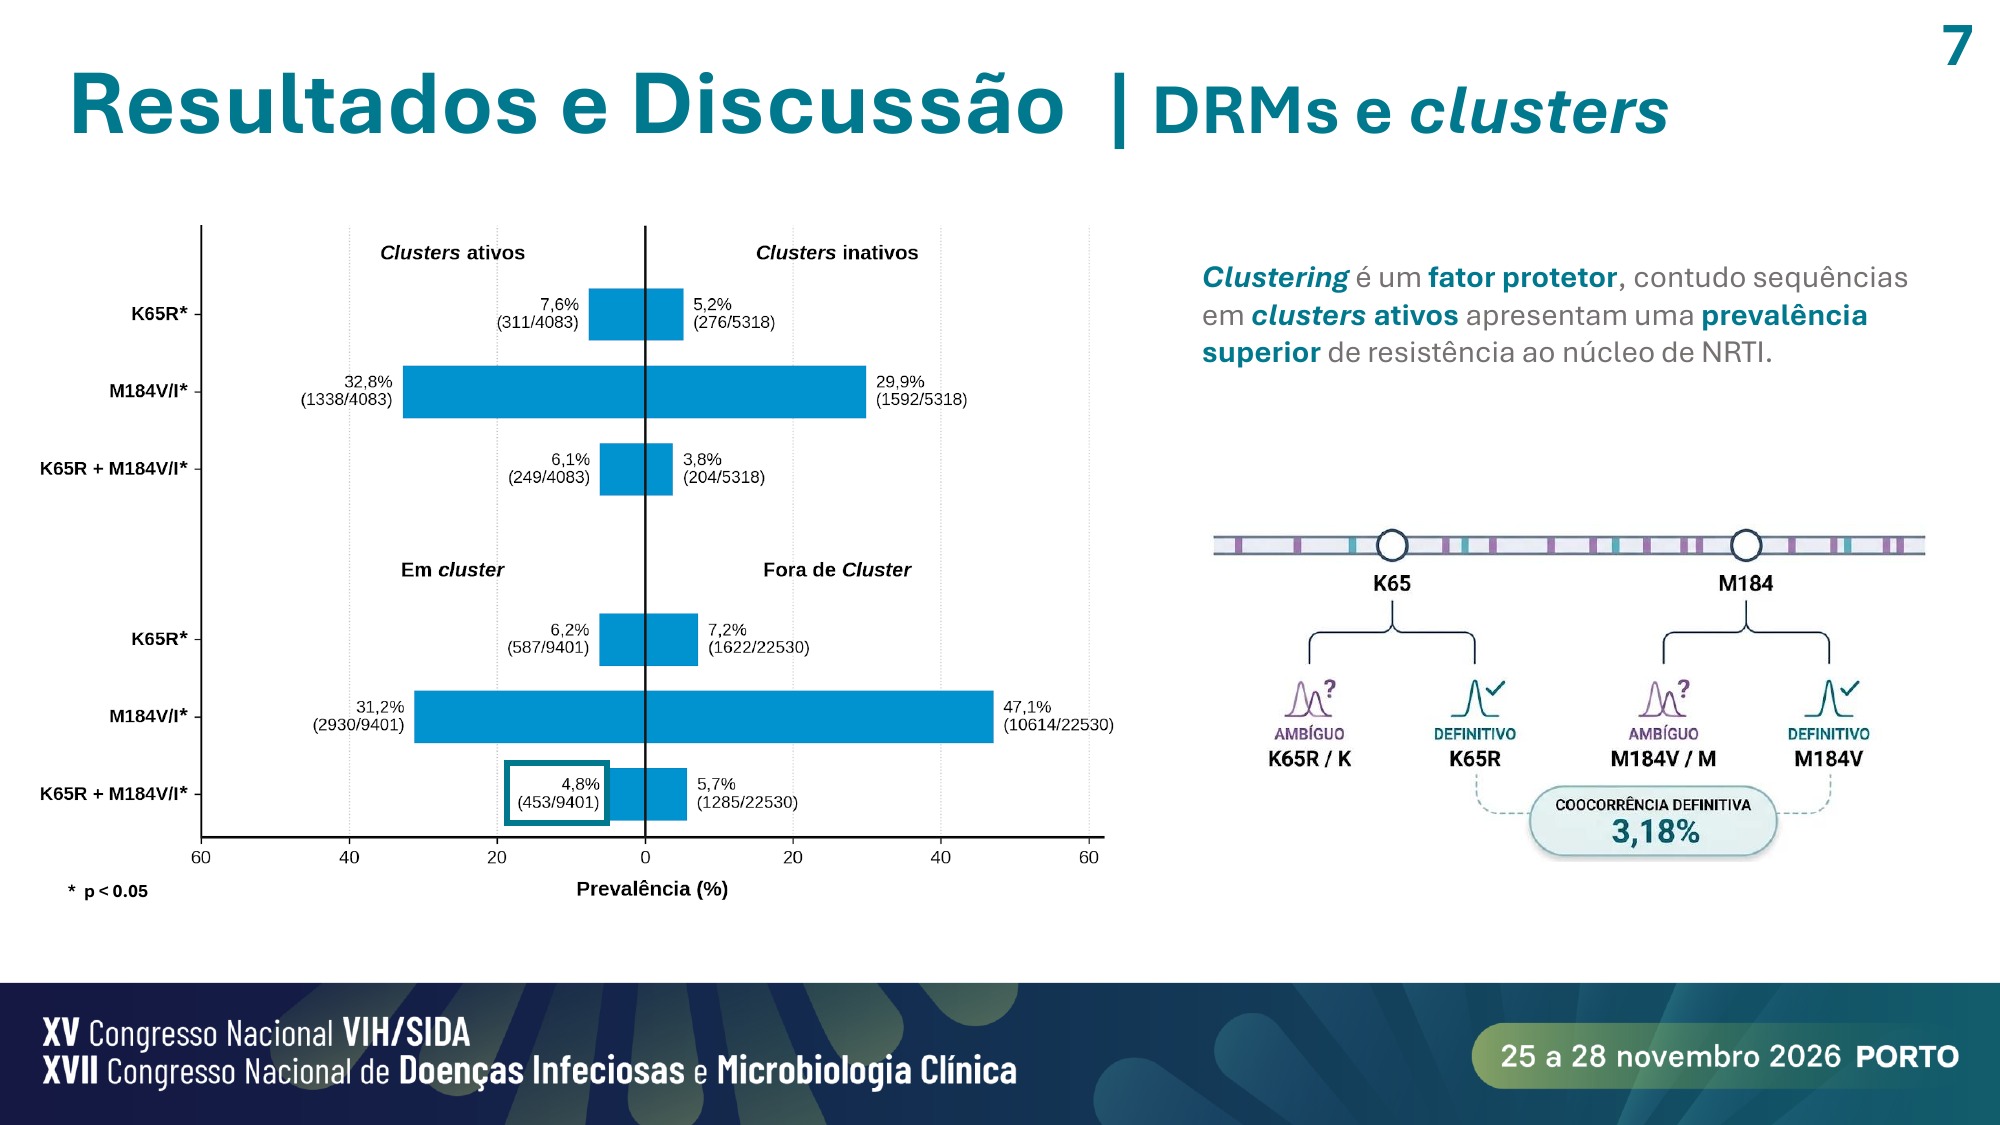 7
Resultados e Discussão | DRMs e clusters
Clusters ativos
Clusters inativos
K65R*
7,6%
(311/4083)
5,2%
(276/5318)
M184V/I*
32,8%
(1338/4083)
29,9%
(1592/5318)
K65R + M184V/I*
6,1%
(249/4083)
3,8%
(204/5318)
Em cluster
Fora de Cluster
K65R*
6,2%
(587/9401)
7,2%
(1622/22530)
M184V/I*
31,2%
(2930/9401)
47,1%
(10614/22530)
K65R + M184V/I*
4,8%
(453/9401)
5,7%
(1285/22530)
60 40 20 0 20 40 60
Prevalência (%)
* p < 0.05
Clustering é um fator protetor, contudo sequências
em clusters ativos apresentam uma prevalência
superior de resistência ao núcleo de NRTI.
K65
M184
? ?
AMBÍGUO DEFINITIVO AMBÍGUO DEFINITIVO
K65R / K K65R M184V / M M184V
COOCORRÊNCIA DEFINITIVA
3,18%
XV Congresso Nacional VIH/SIDA
XVII Congresso Nacional de Doenças Infeciosas e Microbiologia Clínica
25 a 28 novembro 2026 PORTO